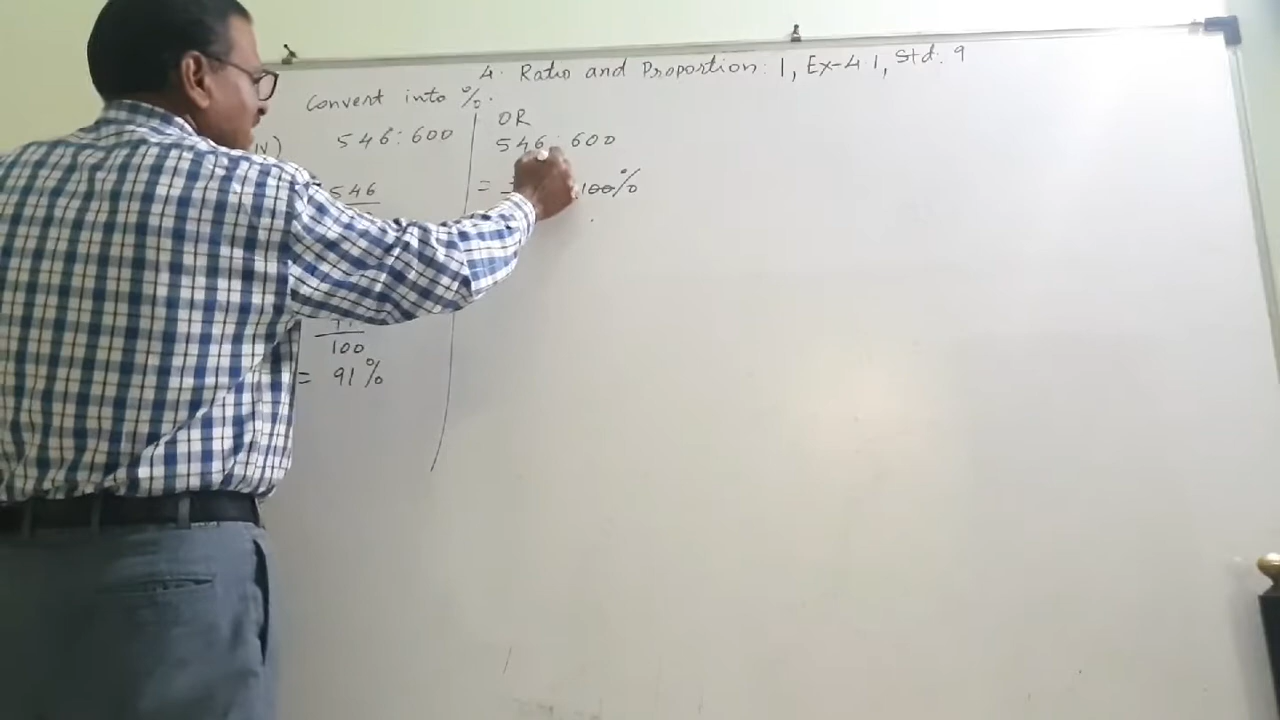 4. Ratio and Proportion: 1, Ex-4.1, Std. 9
Convert into %.
iv) 546:600
546
100
= 91%
OR
546:600
= 100%